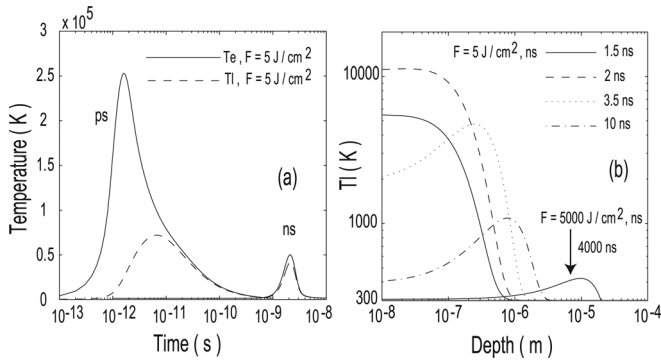 × 10^5
3
2.5
2
1.5
1
0.5
0
Temperature ( K )
Te , F = 5 J / cm^2
Tl , F = 5 J / cm^2
ps
(a)
ns
10^-13 10^-12 10^-11 10^-10 10^-9 10^-8
Time ( s )
10000
1000
300
Tl ( K )
F = 5 J / cm^2, ns
1.5 ns
2 ns
3.5 ns
10 ns
(b)
F = 5000 J / cm^2, ns
4000 ns
10^-8 10^-7 10^-6 10^-5 10^-4
Depth ( m )